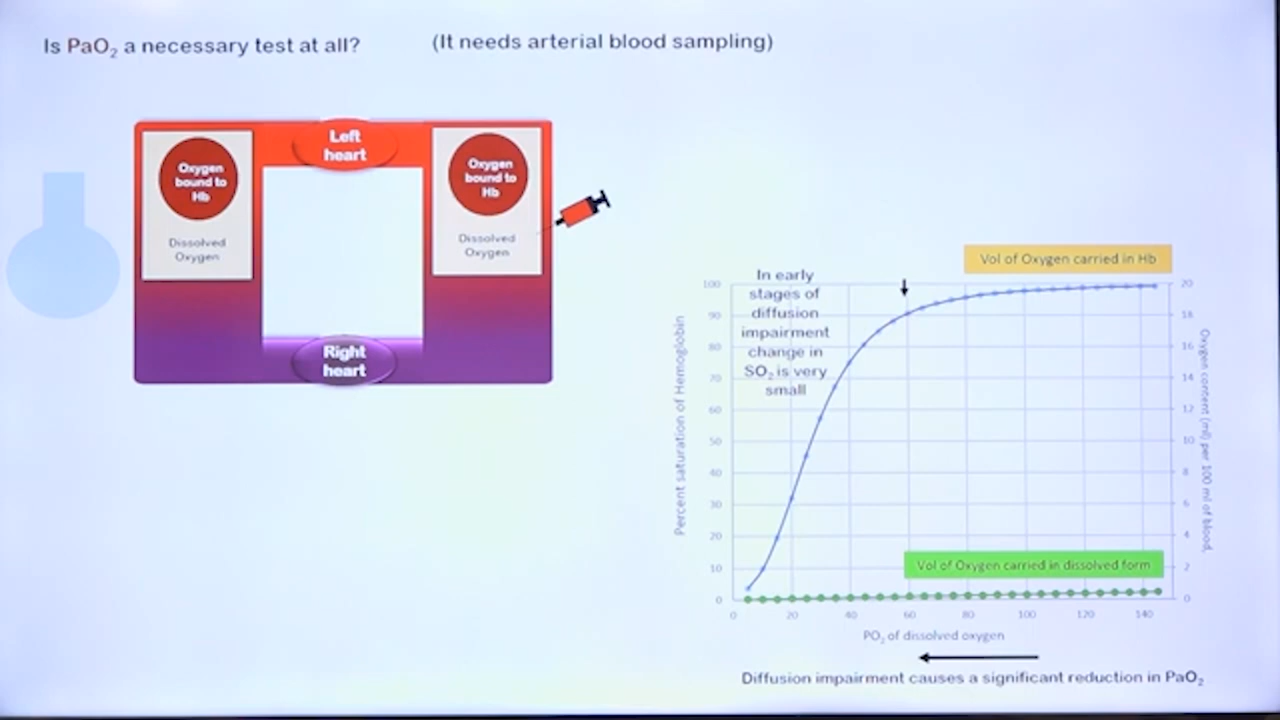 Is PaO₂ a necessary test at all?
(It needs arterial blood sampling)
Left
heart
Oxygen
bound to
Hb
Dissolved
Oxygen
Oxygen
bound to
Hb
Dissolved
Oxygen
Right
heart
Vol of Oxygen carried in Hb
In early
stages of
diffusion
impairment
change in
SO₂ is very
small
Percent saturation of Hemoglobin
100
90
80
70
60
50
40
30
20
10
0
20
18
16
14
12
10
8
6
4
2
0
Oxygen content (ml) per 100 ml of blood,
Vol of Oxygen carried in dissolved form
0 20 40 60 80 100 120 140
PO₂ of dissolved oxygen
Diffusion impairment causes a significant reduction in PaO₂